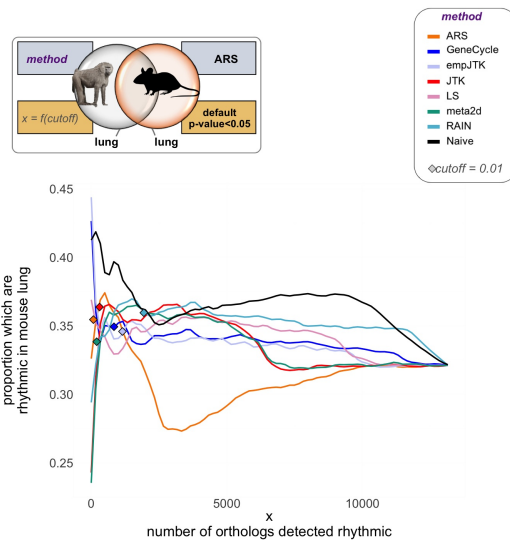 method
ARS
x = f(cutoff)
default
p-value<0.05
lung
lung
method
ARS
GeneCycle
empJTK
JTK
LS
meta2d
RAIN
Naive
cutoff = 0.01
0.45
0.40
0.35
0.30
0.25
proportion which are
rhythmic in mouse lung
0
5000
10000
x
number of orthologs detected rhythmic